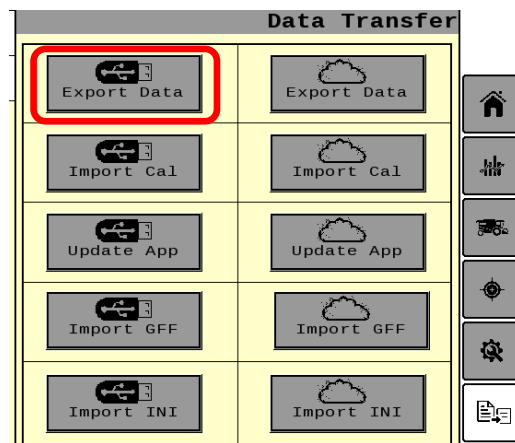 Data Transfer
Export Data
Export Data
Import Cal
Import Cal
Update App
Update App
Import GFF
Import GFF
Import INI
Import INI